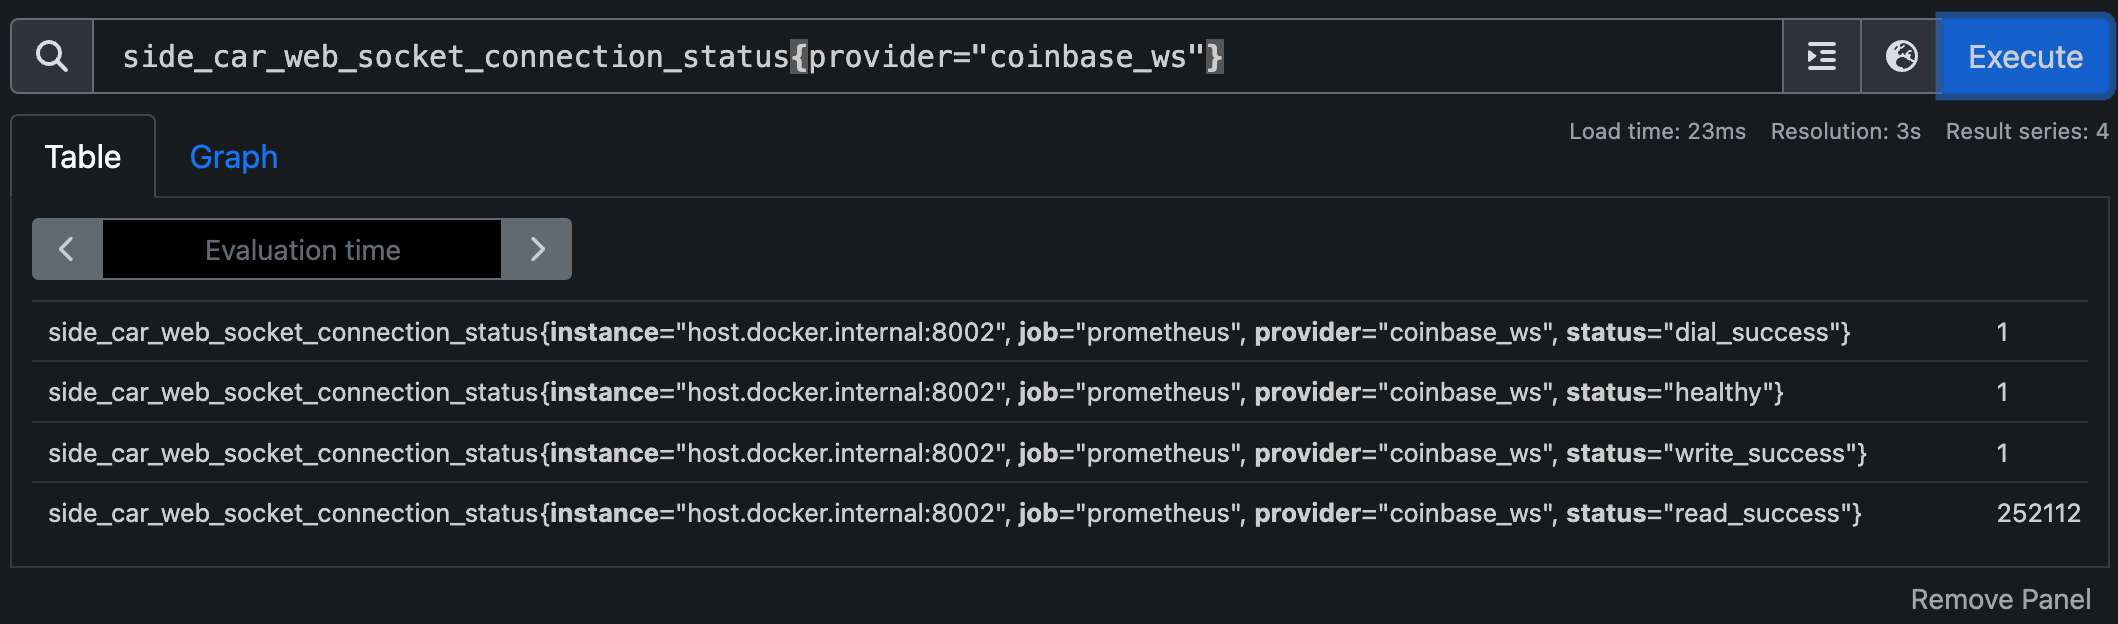 side_car_web_socket_connection_status{provider="coinbase_ws"}
Execute
Table
Graph
Load time: 23ms Resolution: 3s Result series: 4
Evaluation time
side_car_web_socket_connection_status{instance="host.docker.internal:8002", job="prometheus", provider="coinbase_ws", status="dial_success"} 1
side_car_web_socket_connection_status{instance="host.docker.internal:8002", job="prometheus", provider="coinbase_ws", status="healthy"} 1
side_car_web_socket_connection_status{instance="host.docker.internal:8002", job="prometheus", provider="coinbase_ws", status="write_success"} 1
side_car_web_socket_connection_status{instance="host.docker.internal:8002", job="prometheus", provider="coinbase_ws", status="read_success"} 252112
Remove Panel